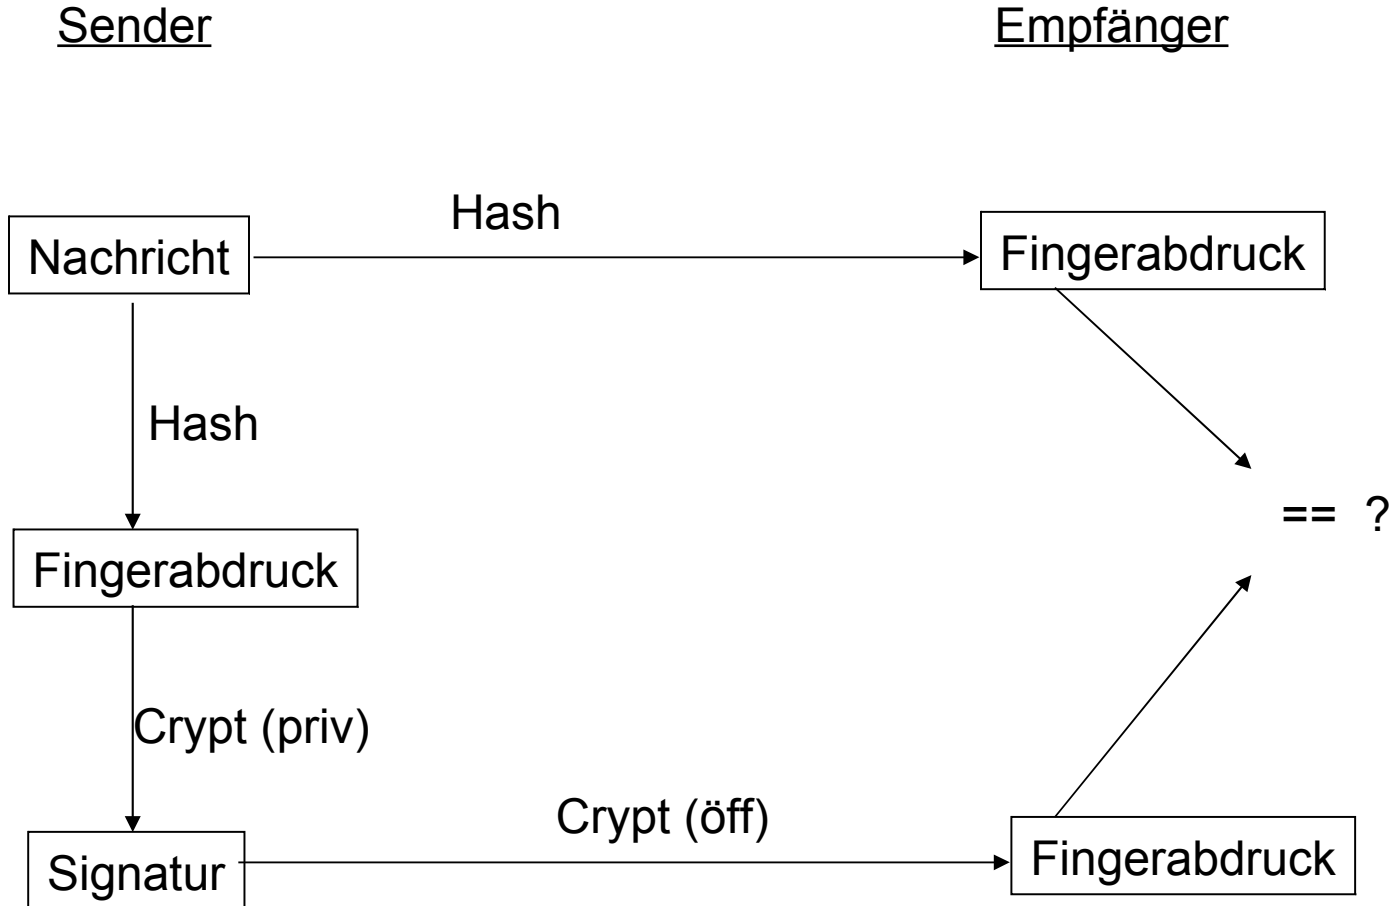 Sender
Empfänger
Hash
Nachricht
Fingerabdruck
Hash
== ?
Fingerabdruck
Crypt (priv)
Crypt (öff)
Signatur
Fingerabdruck